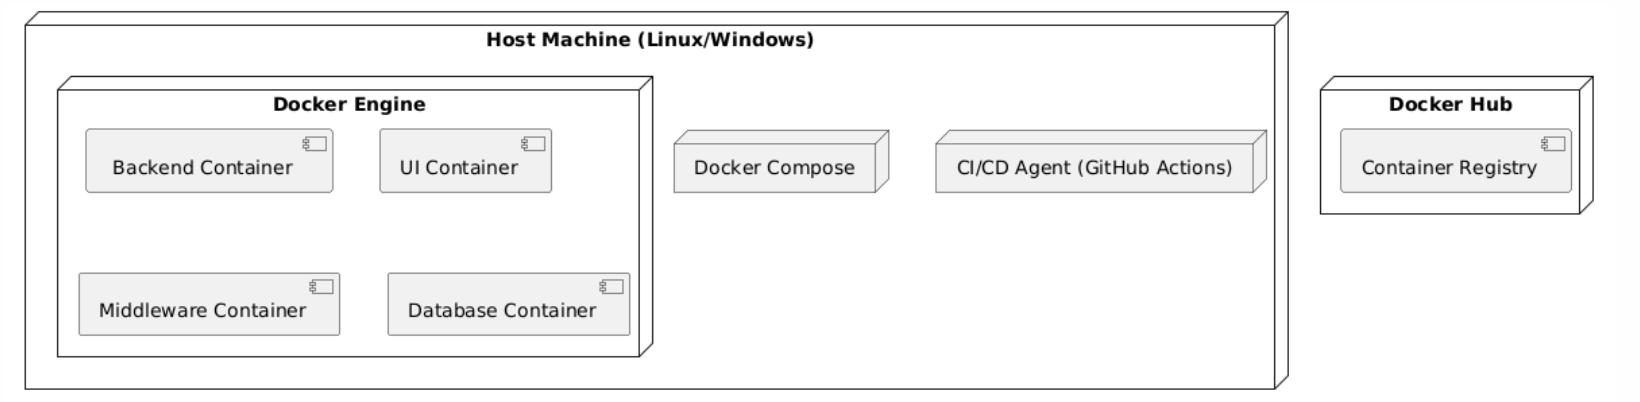 Host Machine (Linux/Windows)
Docker Engine
Backend Container
UI Container
Middleware Container
Database Container
Docker Compose
CI/CD Agent (GitHub Actions)
Docker Hub
Container Registry